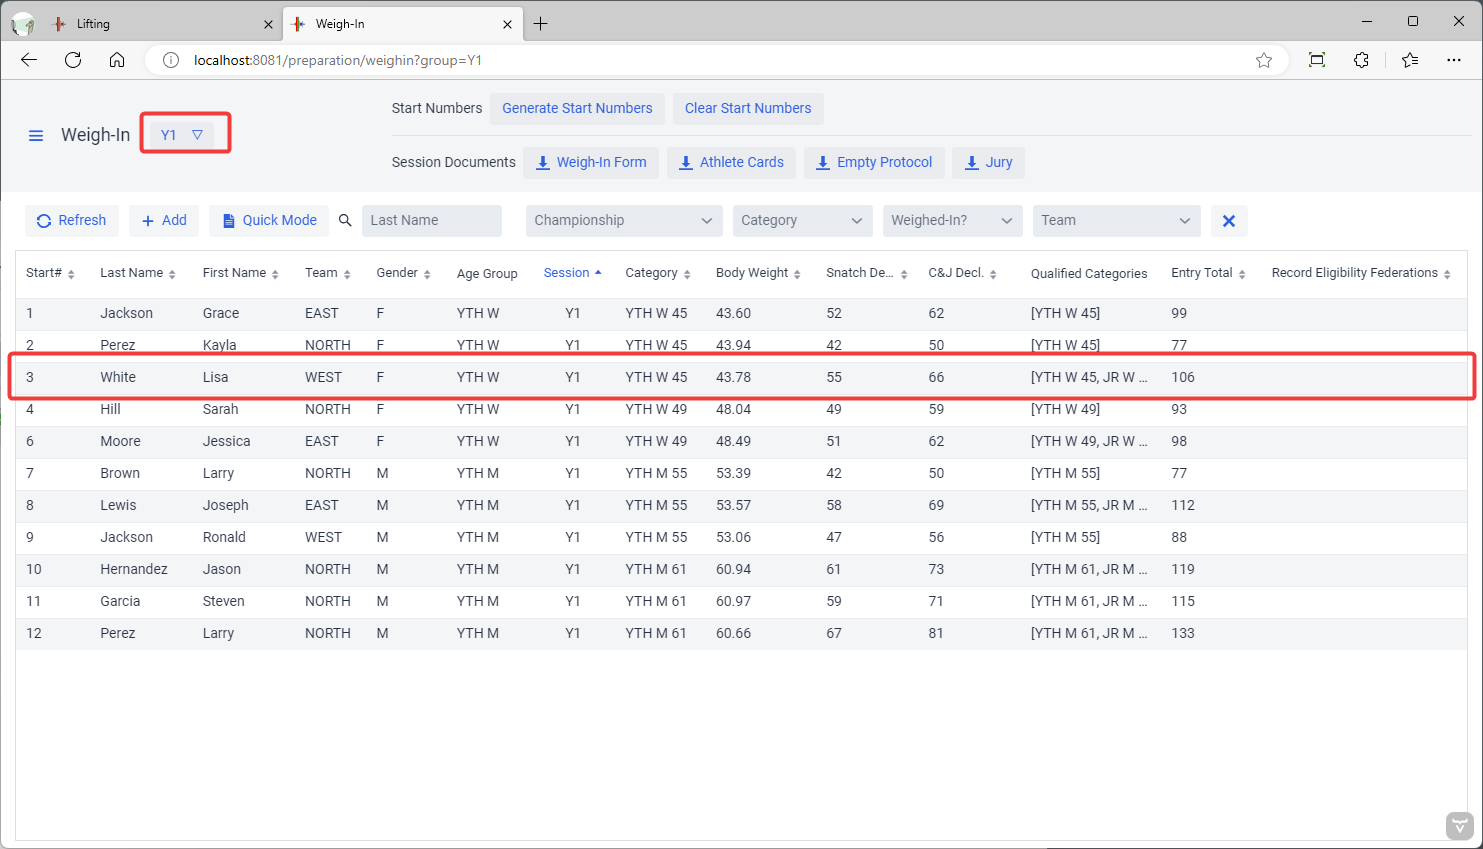 Lifting
Weigh-In
localhost:8081/preparation/weighin?group=Y1
Weigh-In Y1
Start Numbers Generate Start Numbers Clear Start Numbers
Session Documents Weigh-In Form Athlete Cards Empty Protocol Jury
Refresh Add Quick Mode Last Name Championship Category Weighed-In? Team
Start# Last Name First Name Team Gender Age Group Session Category Body Weight Snatch De... C&J Decl. Qualified Categories Entry Total Record Eligibility Federations
1 Jackson Grace EAST F YTH W Y1 YTH W 45 43.60 52 62 [YTH W 45] 99
2 Perez Kayla NORTH F YTH W Y1 YTH W 45 43.94 42 50 [YTH W 45] 77
3 White Lisa WEST F YTH W Y1 YTH W 45 43.78 55 66 [YTH W 45, JR W ... 106
4 Hill Sarah NORTH F YTH W Y1 YTH W 49 48.04 49 59 [YTH W 49] 93
6 Moore Jessica EAST F YTH W Y1 YTH W 49 48.49 51 62 [YTH W 49, JR W ... 98
7 Brown Larry NORTH M YTH M Y1 YTH M 55 53.39 42 50 [YTH M 55] 77
8 Lewis Joseph EAST M YTH M Y1 YTH M 55 53.57 58 69 [YTH M 55, JR M ... 112
9 Jackson Ronald WEST M YTH M Y1 YTH M 55 53.06 47 56 [YTH M 55] 88
10 Hernandez Jason NORTH M YTH M Y1 YTH M 61 60.94 61 73 [YTH M 61, JR M ... 119
11 Garcia Steven NORTH M YTH M Y1 YTH M 61 60.97 59 71 [YTH M 61, JR M ... 115
12 Perez Larry NORTH M YTH M Y1 YTH M 61 60.66 67 81 [YTH M 61, JR M ... 133